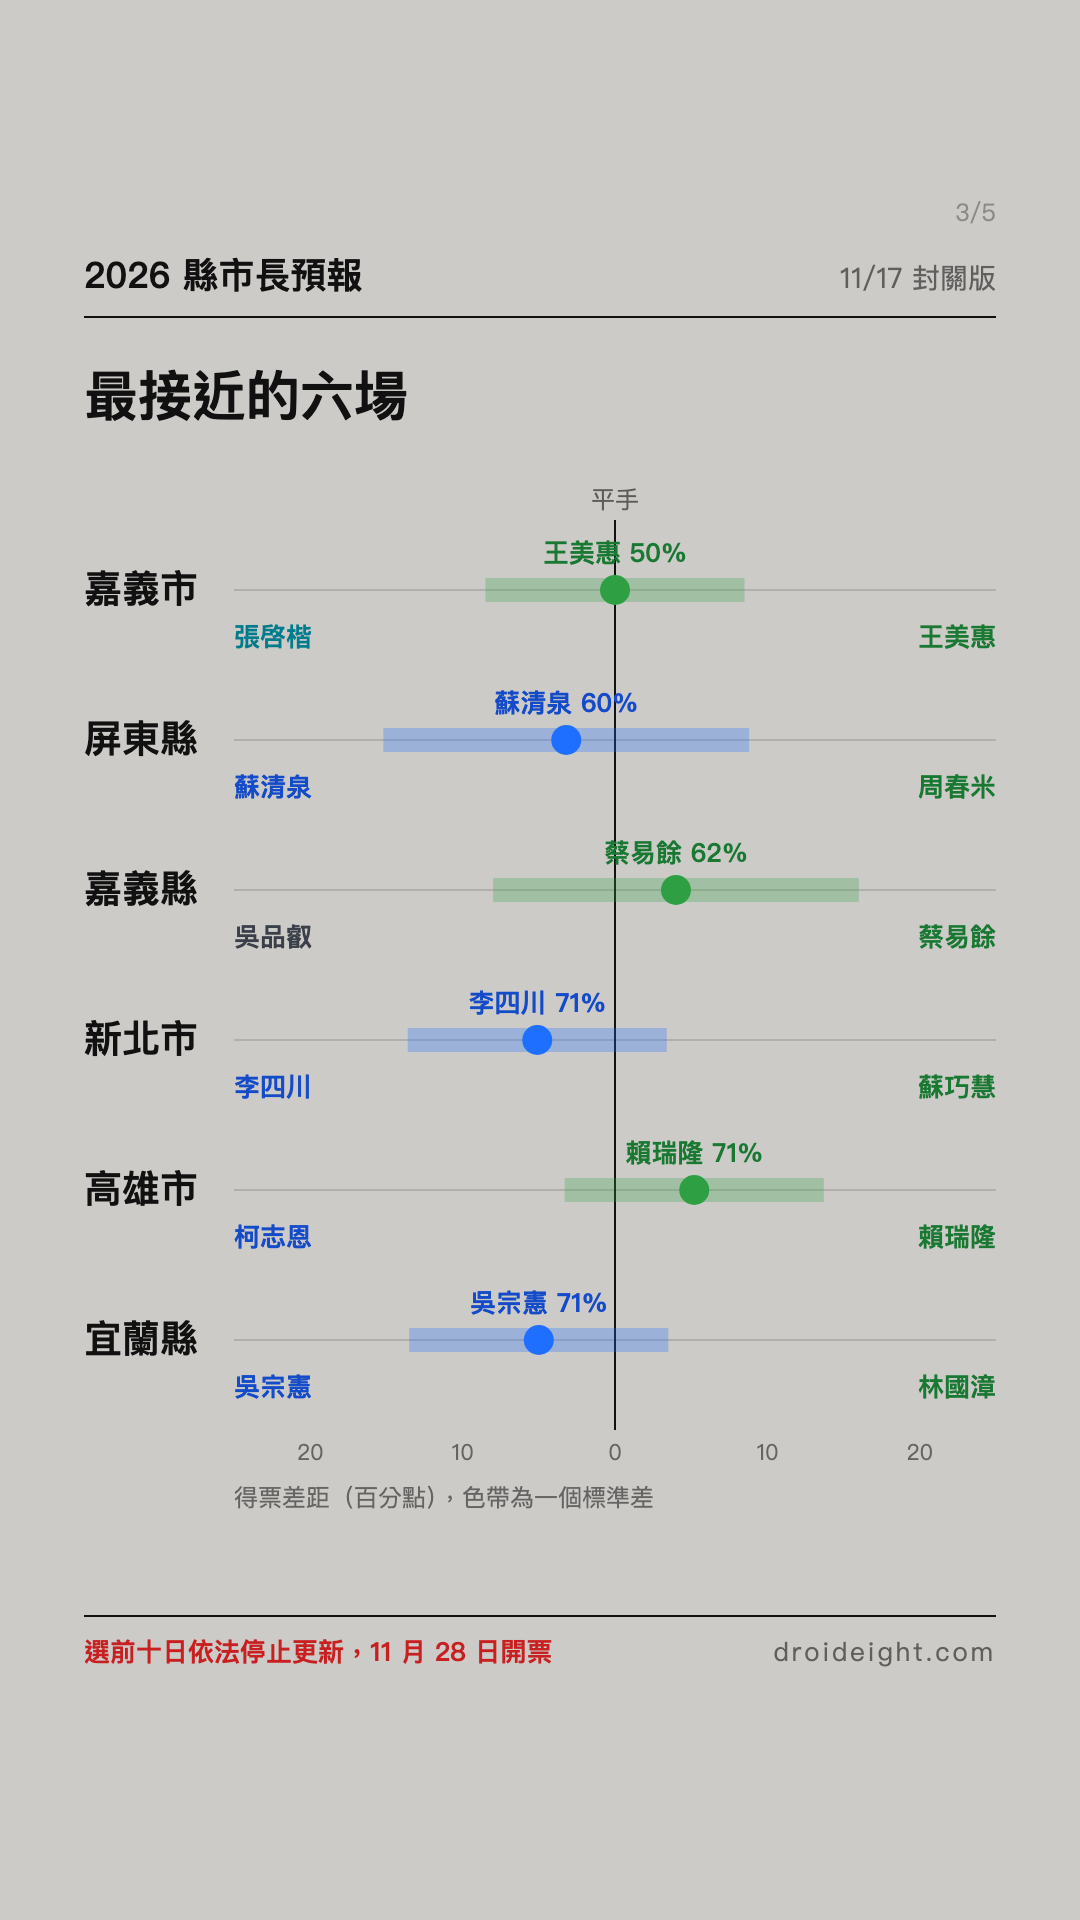 3/5
2026 縣市長預報
11/17 封關版
最接近的六場
平手
王美惠 50%
嘉義市
張啓楷
王美惠
蘇清泉 60%
屏東縣
蘇清泉
周春米
蔡易餘 62%
嘉義縣
吳品叡
蔡易餘
李四川 71%
新北市
李四川
蘇巧慧
賴瑞隆 71%
高雄市
柯志恩
賴瑞隆
吳宗憲 71%
宜蘭縣
吳宗憲
林國漳
20 10 0 10 20
得票差距（百分點），色帶為一個標準差
選前十日依法停止更新，11 月 28 日開票
droideight.com